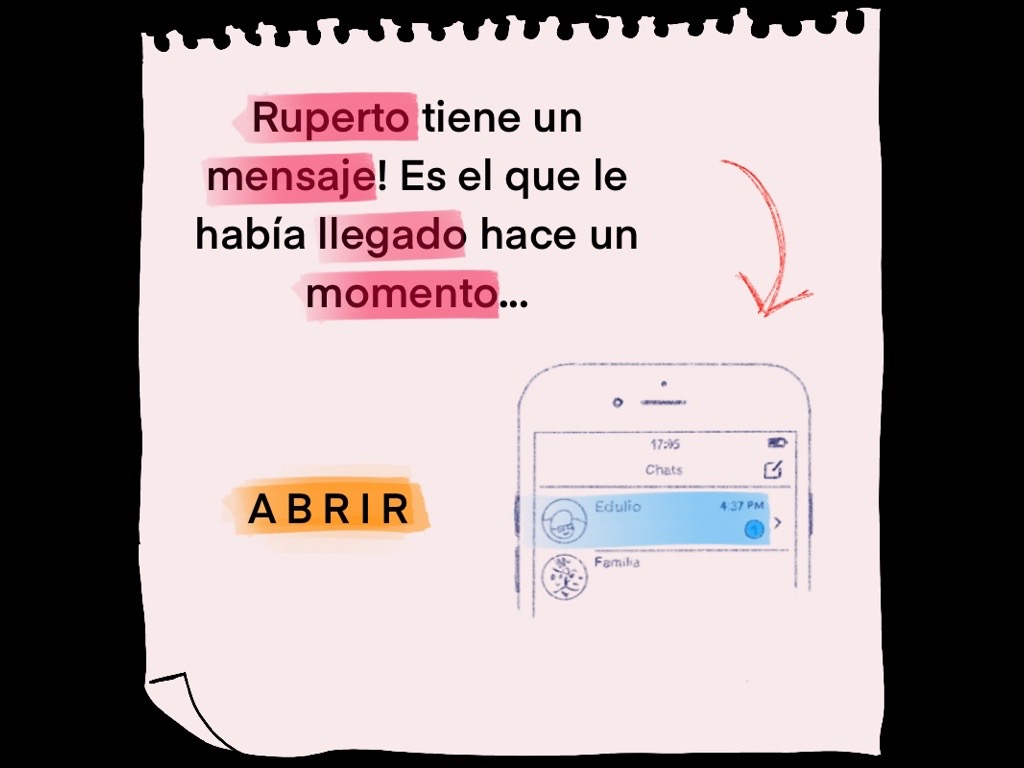 Ruperto tiene un
mensaje! Es el que le
había llegado hace un
momento...
17:05
Chats
Edulio 4:37 PM
1
Familia
ABRIR